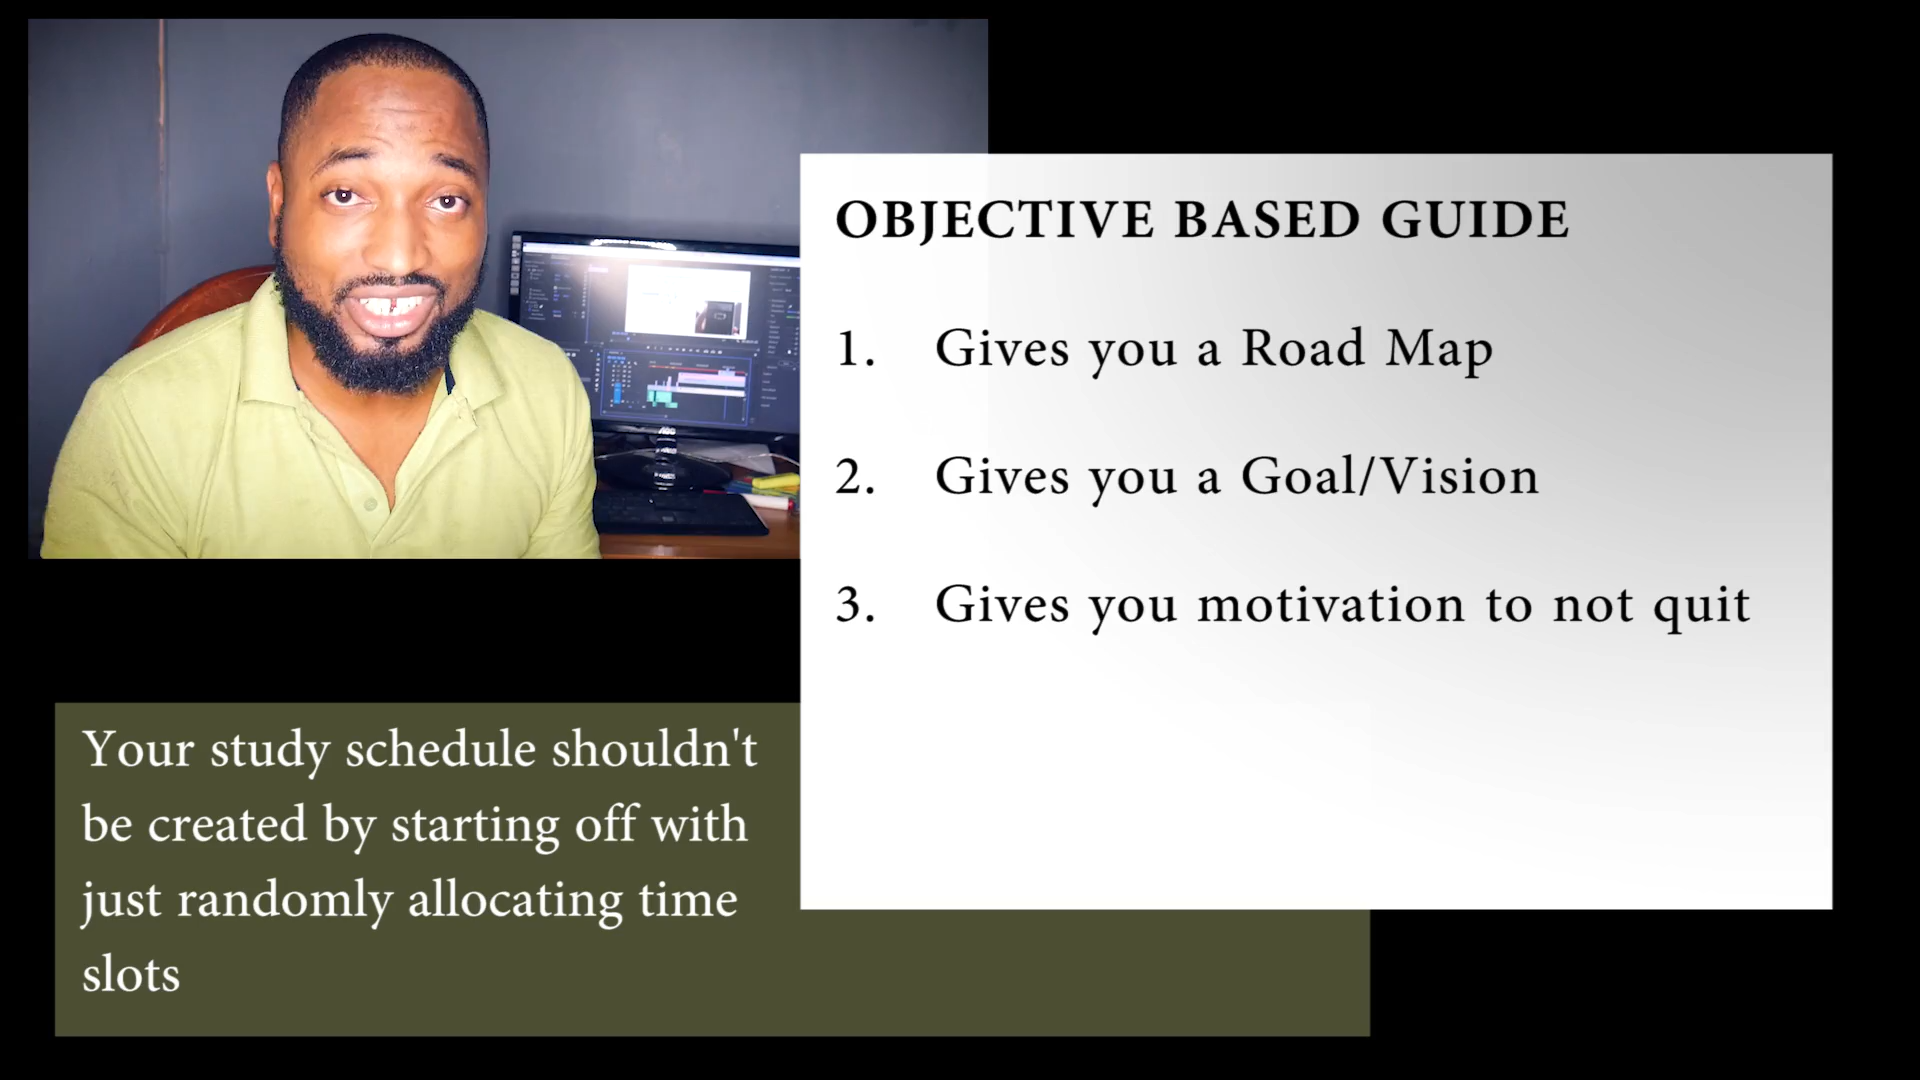 OBJECTIVE BASED GUIDE
1. Gives you a Road Map
2. Gives you a Goal/Vision
3. Gives you motivation to not quit
Your study schedule shouldn't
be created by starting off with
just randomly allocating time
slots
AOC